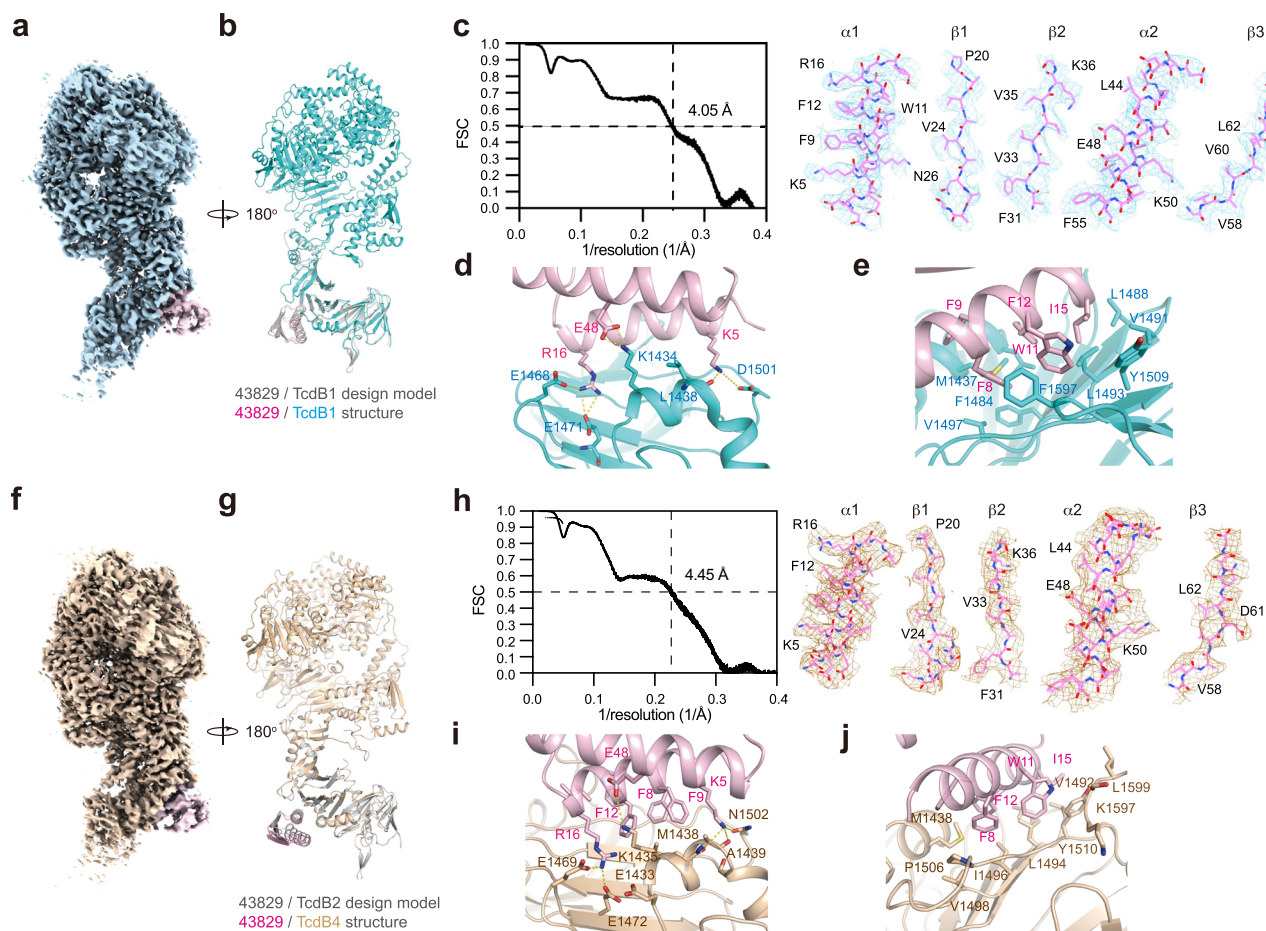 a
b
180°
43829 / TcdB1 design model
43829 / TcdB1 structure
c
1.0
0.9
0.8
0.7
0.6
0.5
0.4
0.3
0.2
0.1
0.0
FSC
4.05 Å
0.0 0.1 0.2 0.3 0.4
1/resolution (1/Å)
α1 β1 β2 α2 β3
R16
F12
F9
K5
W11
P20
V24
N26
K36
V35
V33
F31
L44
E48
F55
K50
L62
V60
V58
d
E48
R16
K5
K1434
E1468
L1438
D1501
E1471
e
F9
F12
I15
L1488
V1491
W11
M1437
F8
F1597
Y1509
F1484
L1493
V1497
f
g
180°
43829 / TcdB2 design model
43829 / TcdB4 structure
h
1.0
0.9
0.8
0.7
0.6
0.5
0.4
0.3
0.2
0.1
0.0
FSC
4.45 Å
0.0 0.1 0.2 0.3 0.4
1/resolution (1/Å)
α1 β1 β2 α2 β3
R16
F12
K5
P20
V24
K36
V33
F31
L44
E48
K50
L62
D61
V58
i
E48
K5
F8
F9
F12
N1502
R16
M1438
K1435
A1439
E1469
E1433
E1472
j
W11
I15
V1492
L1599
F12
K1597
M1438
F8
Y1510
P1506
L1494
I1496
V1498